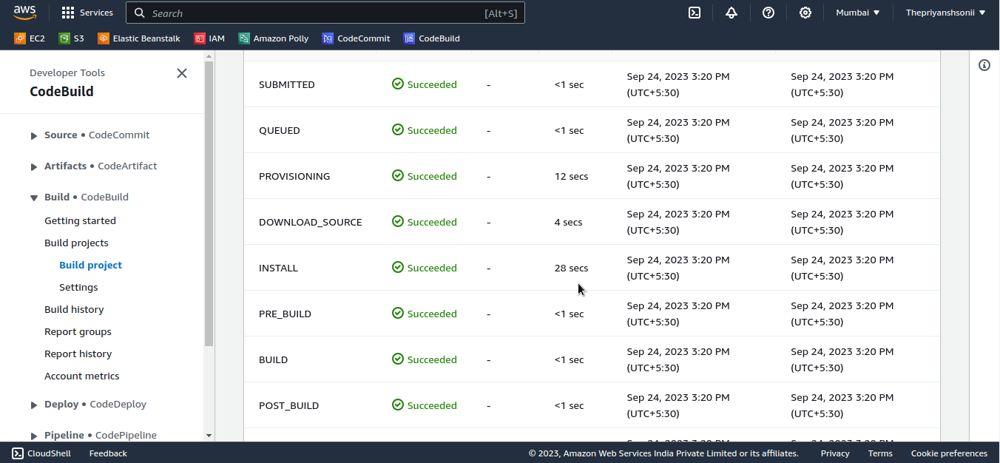 aws
Services
Search
[Alt+S]
Mumbai
Thepriyanshsonii
EC2
S3
Elastic Beanstalk
IAM
Amazon Polly
CodeCommit
CodeBuild
Developer Tools
CodeBuild
Source • CodeCommit
Artifacts • CodeArtifact
Build • CodeBuild
Getting started
Build projects
Build project
Settings
Build history
Report groups
Report history
Account metrics
Deploy • CodeDeploy
Pipeline • CodePipeline
SUBMITTED Succeeded - <1 sec Sep 24, 2023 3:20 PM Sep 24, 2023 3:20 PM
(UTC+5:30) (UTC+5:30)
QUEUED Succeeded - <1 sec Sep 24, 2023 3:20 PM Sep 24, 2023 3:20 PM
(UTC+5:30) (UTC+5:30)
PROVISIONING Succeeded - 12 secs Sep 24, 2023 3:20 PM Sep 24, 2023 3:20 PM
(UTC+5:30) (UTC+5:30)
DOWNLOAD_SOURCE Succeeded - 4 secs Sep 24, 2023 3:20 PM Sep 24, 2023 3:20 PM
(UTC+5:30) (UTC+5:30)
INSTALL Succeeded - 28 secs Sep 24, 2023 3:20 PM Sep 24, 2023 3:20 PM
(UTC+5:30) (UTC+5:30)
PRE_BUILD Succeeded - <1 sec Sep 24, 2023 3:20 PM Sep 24, 2023 3:20 PM
(UTC+5:30) (UTC+5:30)
BUILD Succeeded - <1 sec Sep 24, 2023 3:20 PM Sep 24, 2023 3:20 PM
(UTC+5:30) (UTC+5:30)
POST_BUILD Succeeded - <1 sec Sep 24, 2023 3:20 PM Sep 24, 2023 3:20 PM
(UTC+5:30) (UTC+5:30)
CloudShell
Feedback
© 2023, Amazon Web Services India Private Limited or its affiliates.
Privacy
Terms
Cookie preferences